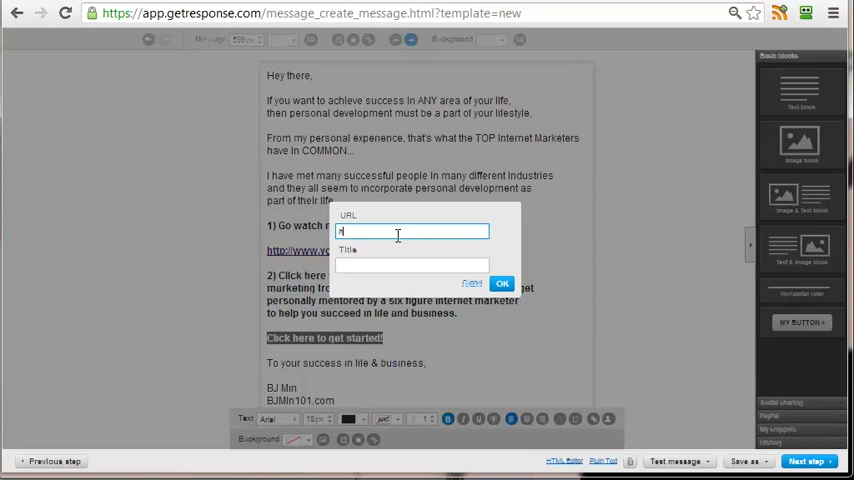 https://app.getresponse.com/message_create_message.html?template=new
Message
Background
Hey there,
If you want to achieve success in ANY area of your life,
then personal development must be a part of your lifestyle.
From my personal experience, that's what the TOP Internet Marketers
have in COMMON...
I have met many successful people in many different industries
and they all seem to incorporate personal development as
part of their life
1) Go watch
http://www.yo
2) Click here
marketing fro
get
personally mentored by a six figure internet marketer
to help you succeed in life and business.
Click here to get started!
To your success in life & business,
BJ Min
BJMin101.com
URL
h
Title
Cancel
OK
Basic blocks
Text block
Image block
Image & Text block
Horizontal ruler
MY BUTTON »
Social sharing
PayPal
My snippets
History
Text
Arial
16px
ABC
1
B
I
U
T
Background
Previous step
HTML Editor
Plain Text
Test message
Save as
Next step